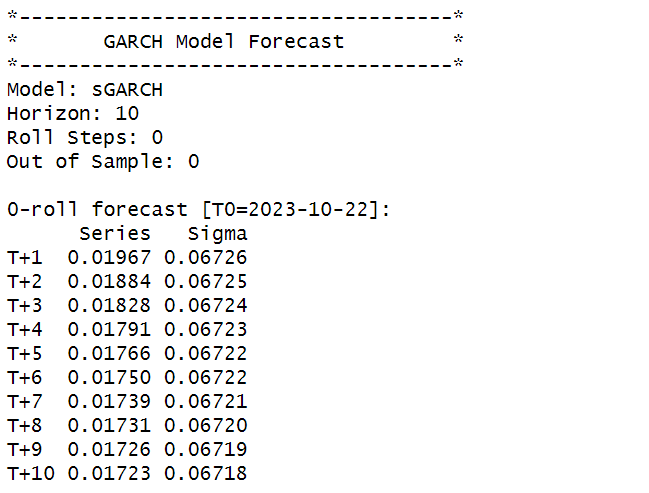 *------------------------------------*
*       GARCH Model Forecast         *
*------------------------------------*
Model: sGARCH
Horizon: 10
Roll Steps: 0
Out of Sample: 0

0-roll forecast [T0=2023-10-22]:
      Series   Sigma
T+1  0.01967 0.06726
T+2  0.01884 0.06725
T+3  0.01828 0.06724
T+4  0.01791 0.06723
T+5  0.01766 0.06722
T+6  0.01750 0.06722
T+7  0.01739 0.06721
T+8  0.01731 0.06720
T+9  0.01726 0.06719
T+10 0.01723 0.06718